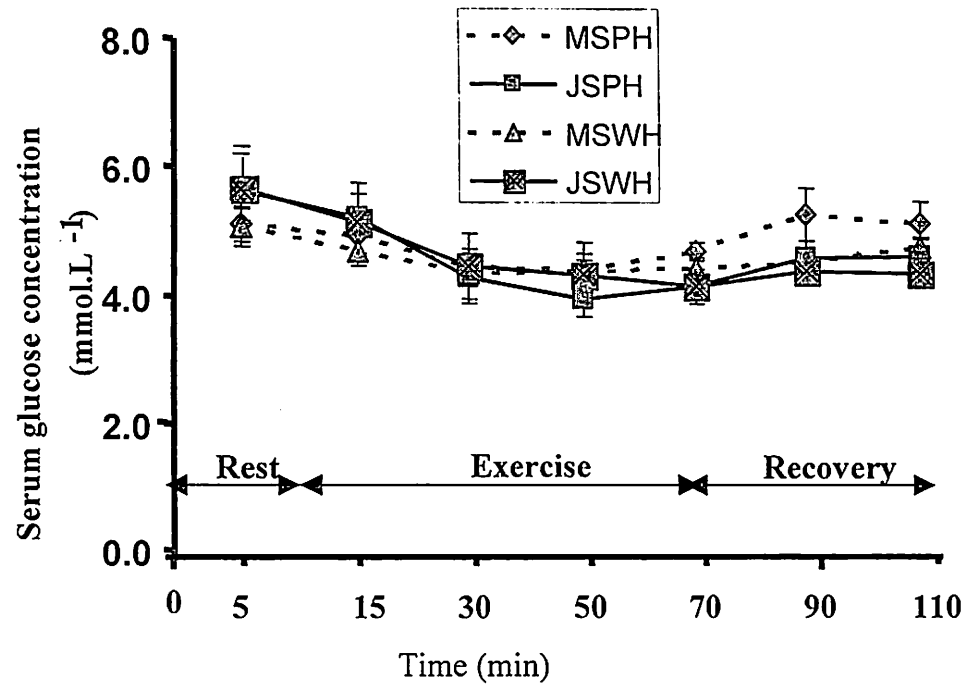 MSPH
JSPH
MSWH
JSWH
8.0
6.0
4.0
2.0
0.0
Serum glucose concentration
(mmol.L -1)
Rest
Exercise
Recovery
0 5 15 30 50 70 90 110
Time (min)